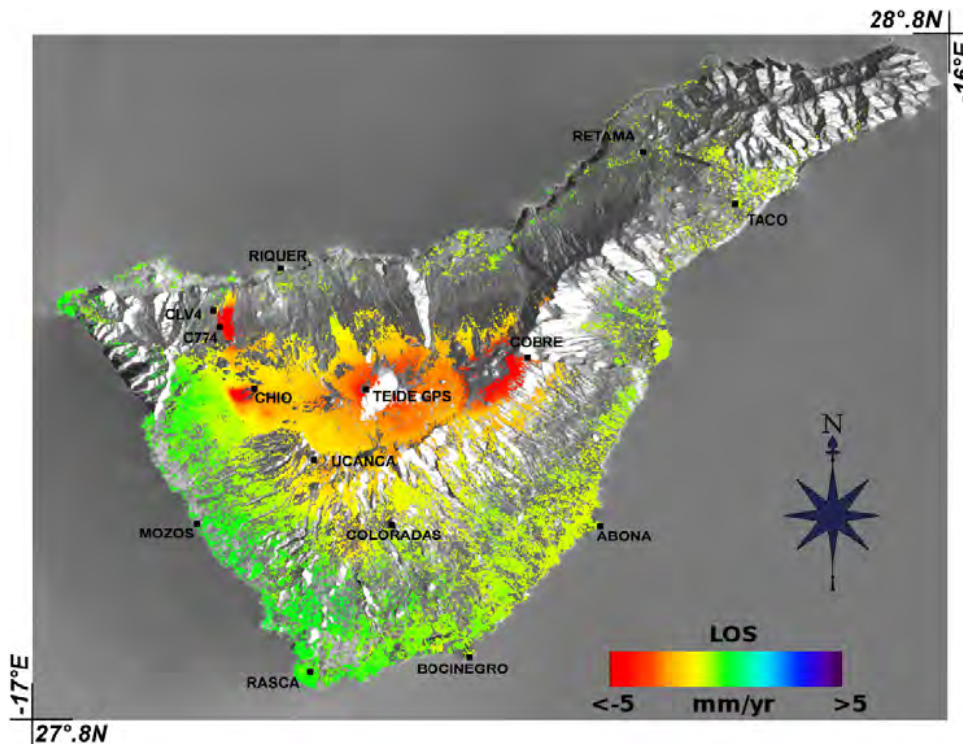 28°.8N
-16°E
RETAMA
TACO
RIQUER
CLV4
C774
COBRE
CHIO
TEIDE GPS
UCANCA
N
MOZOS
COLORADAS
ABONA
LOS
BOCINEGRO
RASCA
<-5 mm/yr >5
-17°E
27°.8N